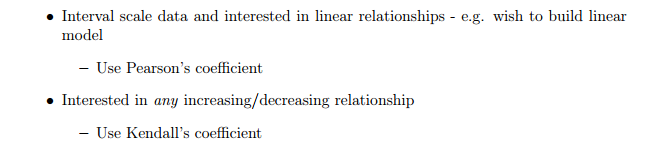 • Interval scale data and interested in linear relationships - e.g. wish to build linear
model
– Use Pearson's coefficient
• Interested in any increasing/decreasing relationship
– Use Kendall's coefficient